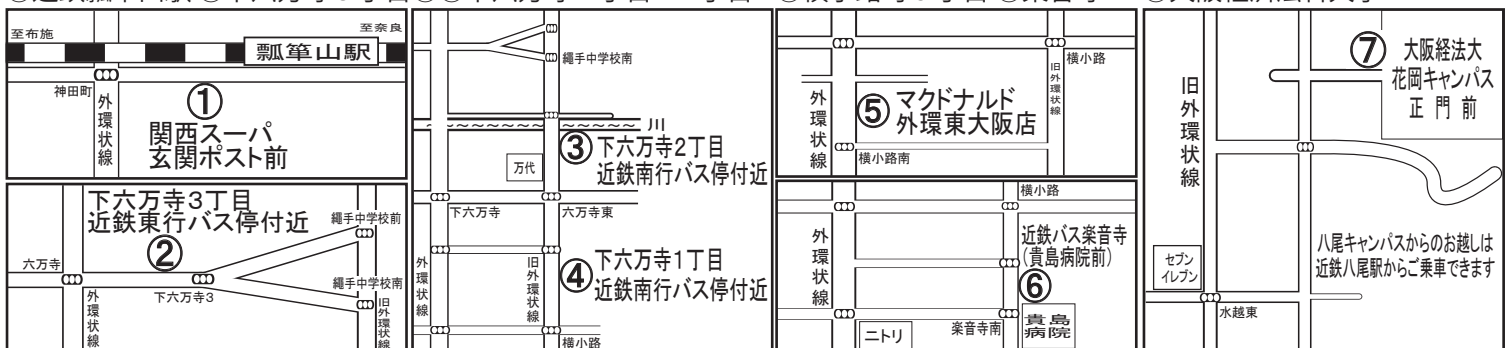 至布施
至奈良
瓢箪山駅
神田町
外環状線
①
関西スーパ
玄関ポスト前
下六万寺3丁目
近鉄東行バス停付近
②
縄手中学校前
六万寺
縄手中学校南
下六万寺3
外環状線
旧外環状線
縄手中学校南
川
③
下六万寺2丁目
近鉄南行バス停付近
万代
下六万寺
六万寺東
外環状線
旧外環状線
④
下六万寺1丁目
近鉄南行バス停付近
横小路
横小路
旧外環状線
外環状線
⑤
マクドナルド
外環東大阪店
横小路南
横小路
外環状線
近鉄バス楽音寺
(貴島病院前)
⑥
ニトリ
楽音寺南
貴島
病院
⑦
大阪経法大
花岡キャンパス
正門前
旧外環状線
八尾キャンパスからのお越しは
近鉄八尾駅からご乗車できます
セブン
イレブン
水越東